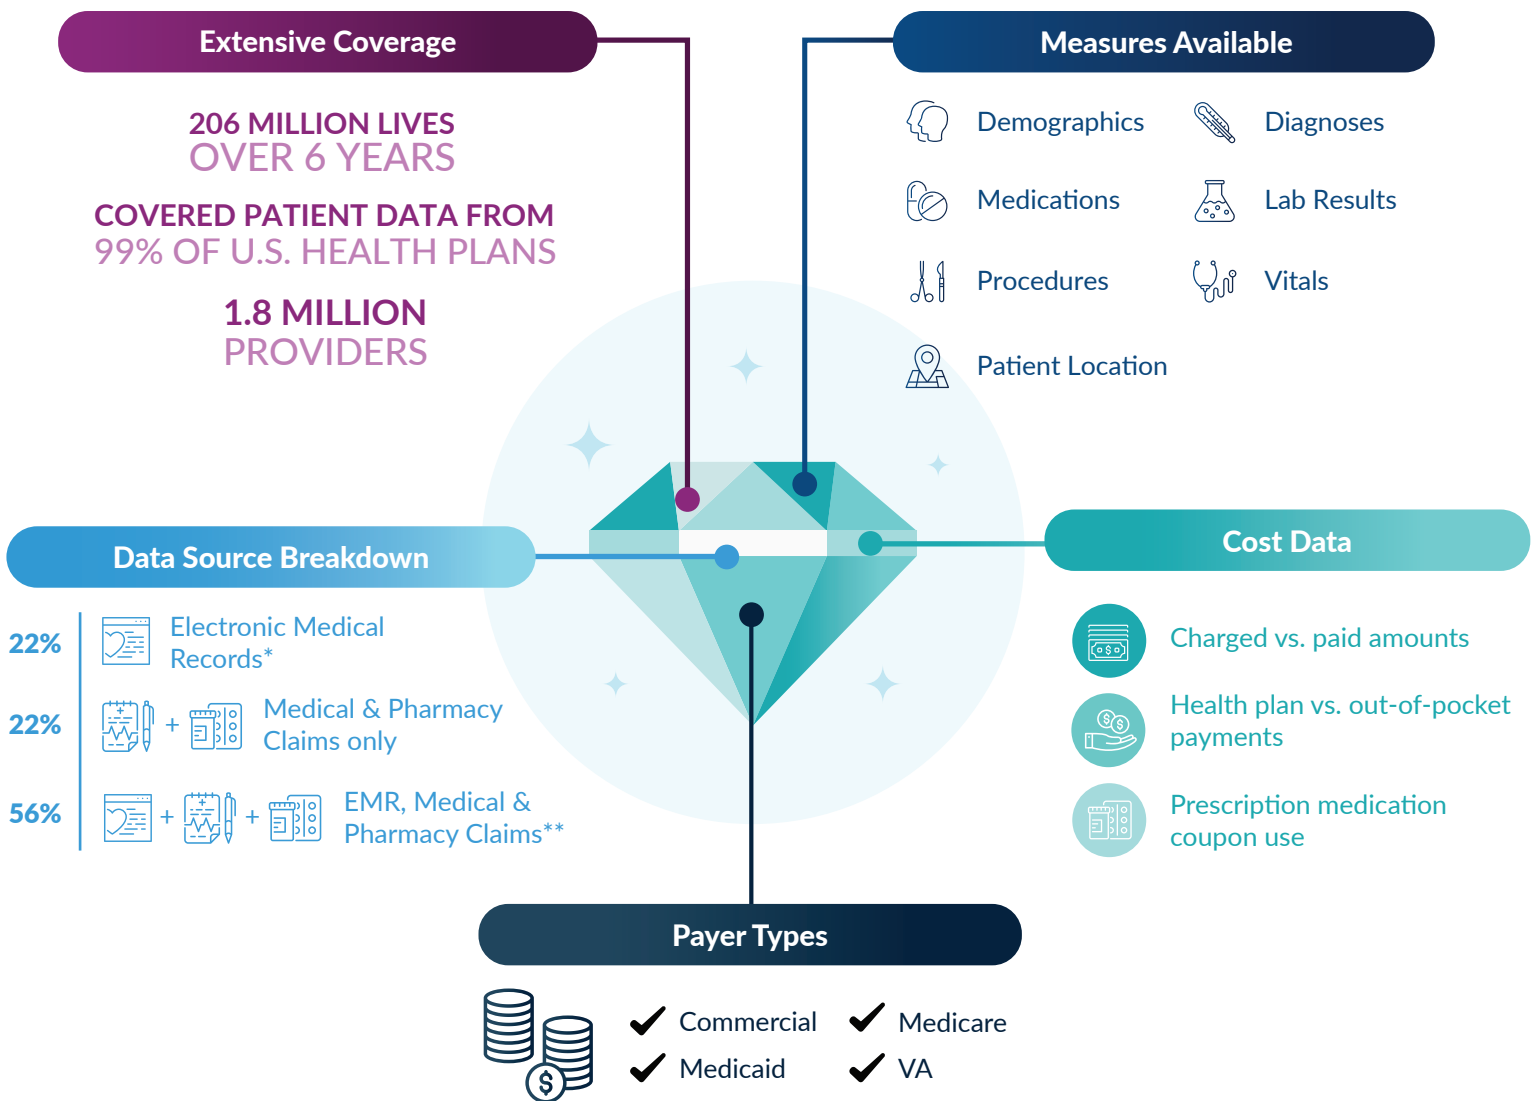 Extensive Coverage
206 MILLION LIVES
OVER 6 YEARS
COVERED PATIENT DATA FROM
99% OF U.S. HEALTH PLANS
1.8 MILLION
PROVIDERS
Measures Available
Demographics
Diagnoses
Medications
Lab Results
Procedures
Vitals
Patient Location
Data Source Breakdown
22%
Electronic Medical
Records*
22%
+
Medical & Pharmacy
Claims only
56%
+ +
EMR, Medical &
Pharmacy Claims**
Cost Data
Charged vs. paid amounts
Health plan vs. out-of-pocket
payments
Prescription medication
coupon use
Payer Types
$
Commercial
Medicare
Medicaid
VA